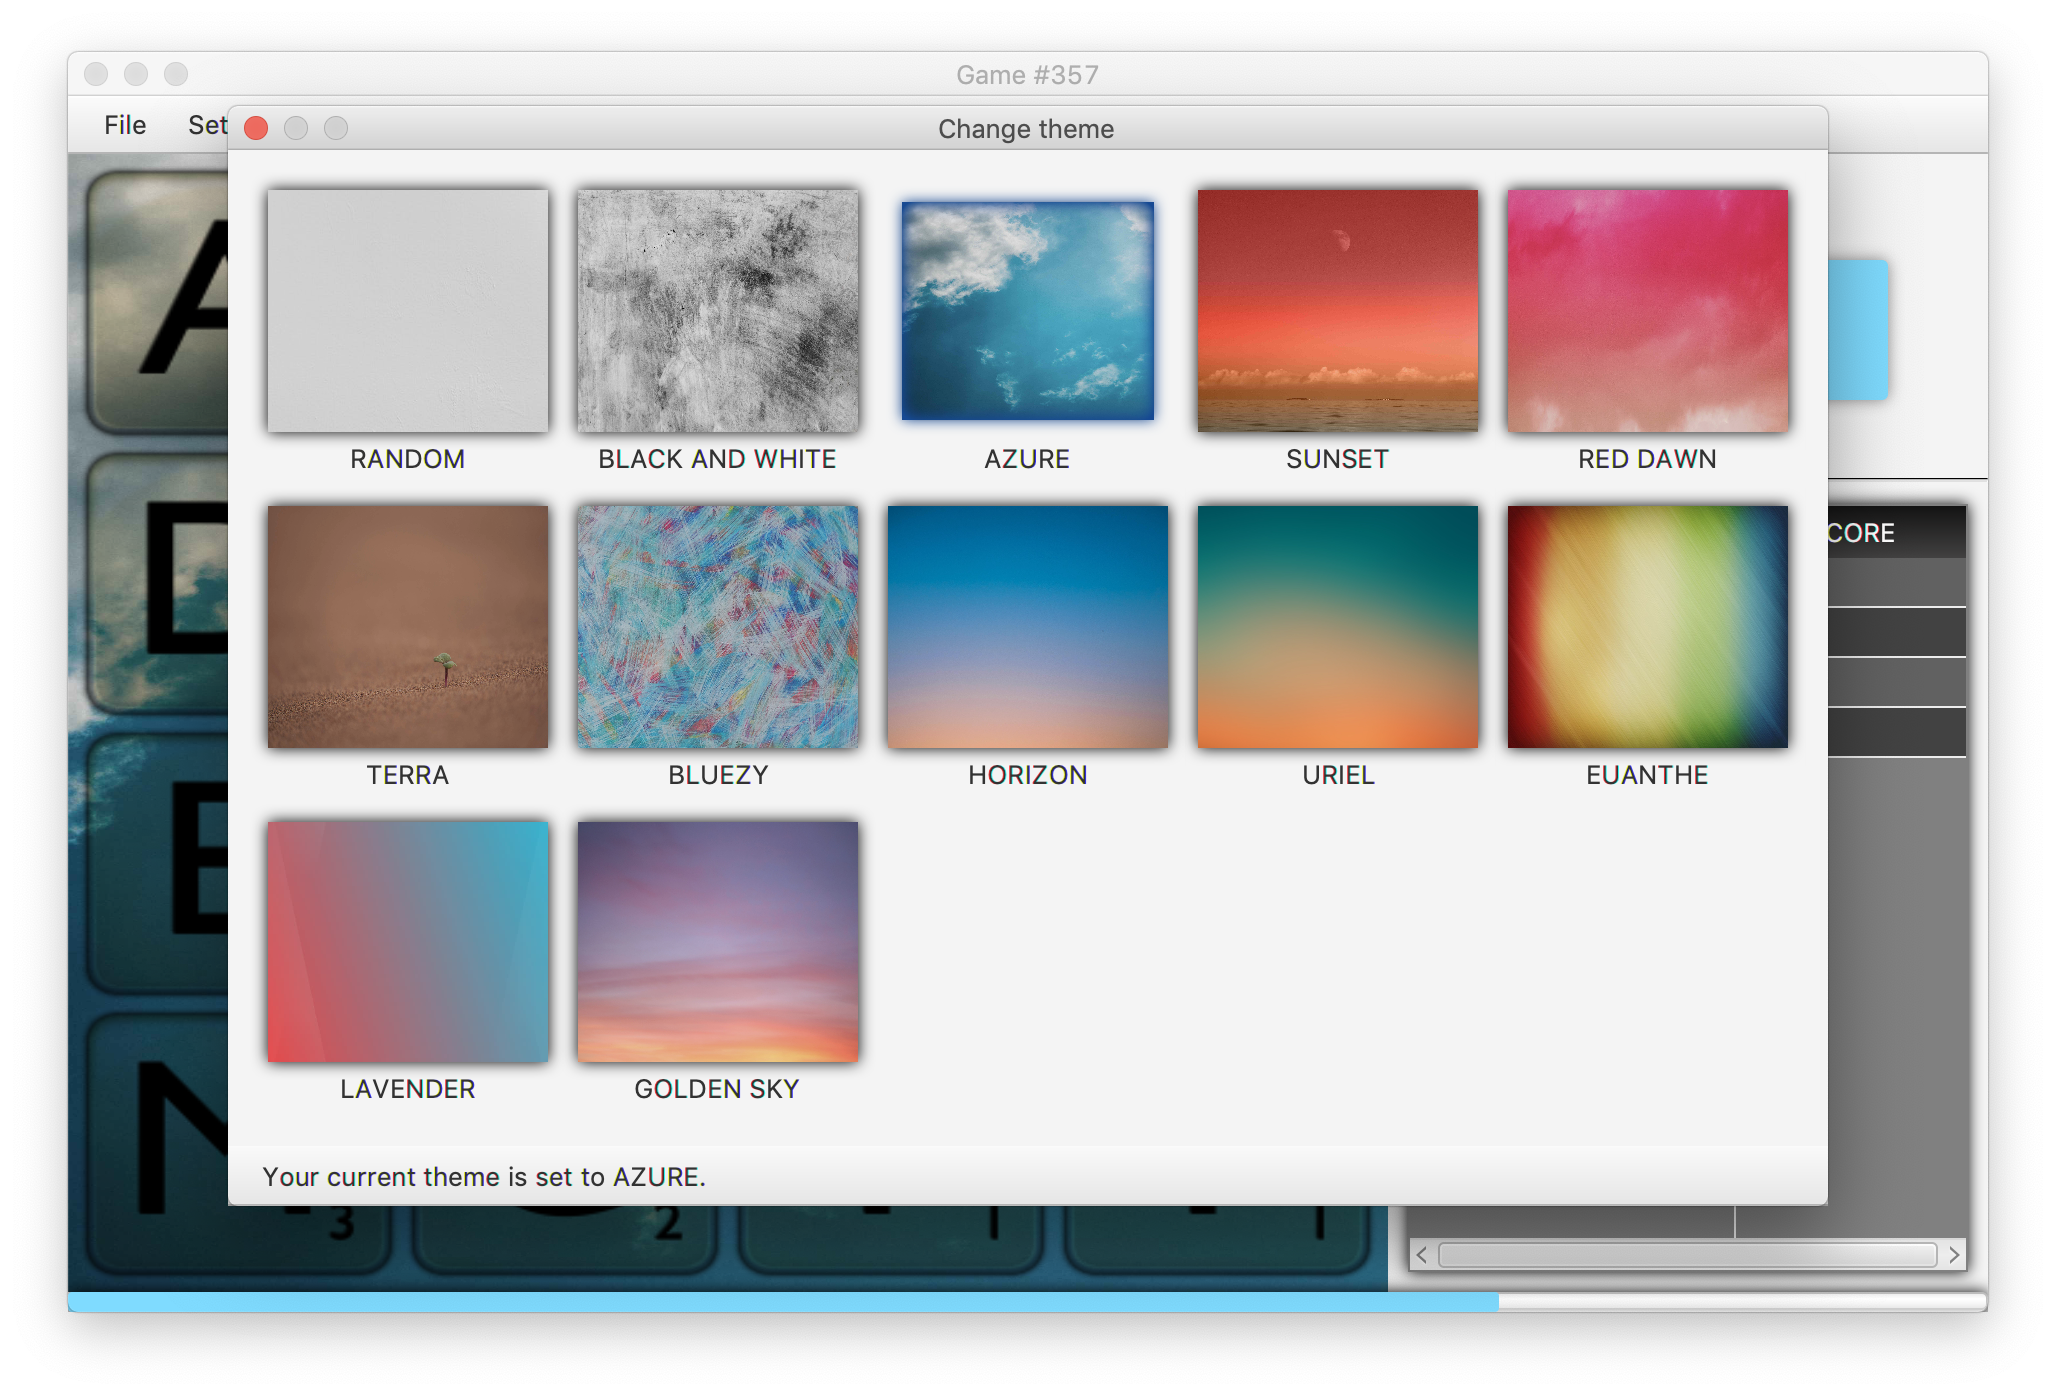 Game #357
File Set
Change theme
A
RANDOM BLACK AND WHITE AZURE SUNSET RED DAWN
D
CORE
TERRA BLUEZY HORIZON URIEL EUANTHE
E
LAVENDER GOLDEN SKY
N
Your current theme is set to AZURE.
3 2 1 1